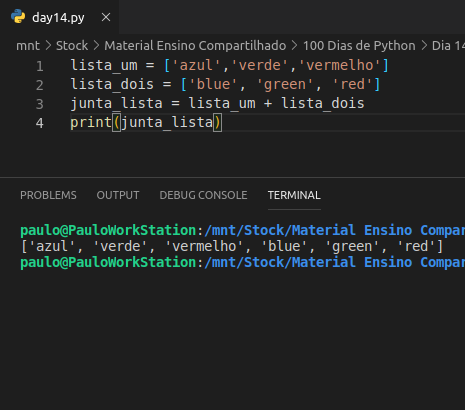 day14.py ×
mnt > Stock > Material Ensino Compartilhado > 100 Dias de Python > Dia 14
1 lista_um = ['azul','verde','vermelho']
2 lista_dois = ['blue', 'green', 'red']
3 junta_lista = lista_um + lista_dois
4 print(junta_lista)
PROBLEMS OUTPUT DEBUG CONSOLE TERMINAL
paulo@PauloWorkStation:/mnt/Stock/Material Ensino Compar
['azul', 'verde', 'vermelho', 'blue', 'green', 'red']
paulo@PauloWorkStation:/mnt/Stock/Material Ensino Compar